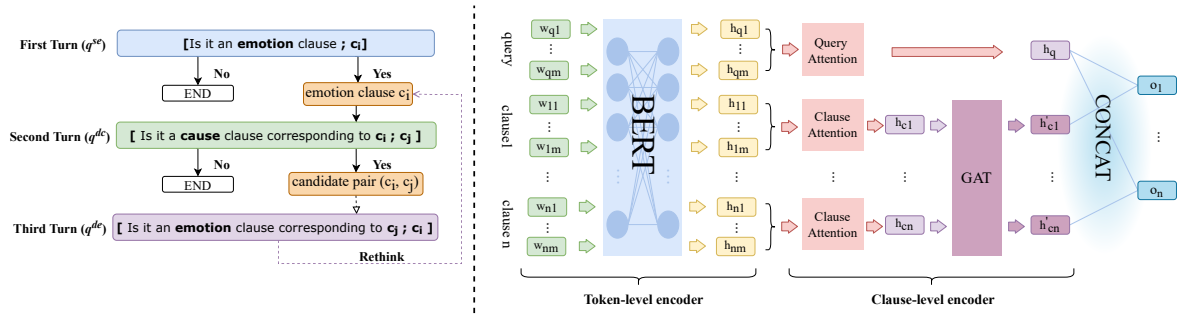 First Turn (q^se)
[Is it an emotion clause ; c_i]
No
Yes
END
emotion clause c_i
Second Turn (q^dc)
[ Is it a cause clause corresponding to c_i ; c_j ]
No
Yes
END
candidate pair (c_i, c_j)
Third Turn (q^de)
[ Is it an emotion clause corresponding to c_j ; c_i ]
Rethink
query
clause1
clause n
w_q1
⋮
w_qm
w_11
⋮
w_1m
...
w_n1
⋮
w_nm
BERT
h_q1
⋮
h_qm
h_11
⋮
h_1m
...
h_n1
⋮
h_nm
Query
Attention
Clause
Attention
...
Clause
Attention
h_c1
...
h_cn
GAT
h_q
h'_c1
...
h'_cn
CONCAT
o_1
⋮
o_n
Token-level encoder
Clause-level encoder